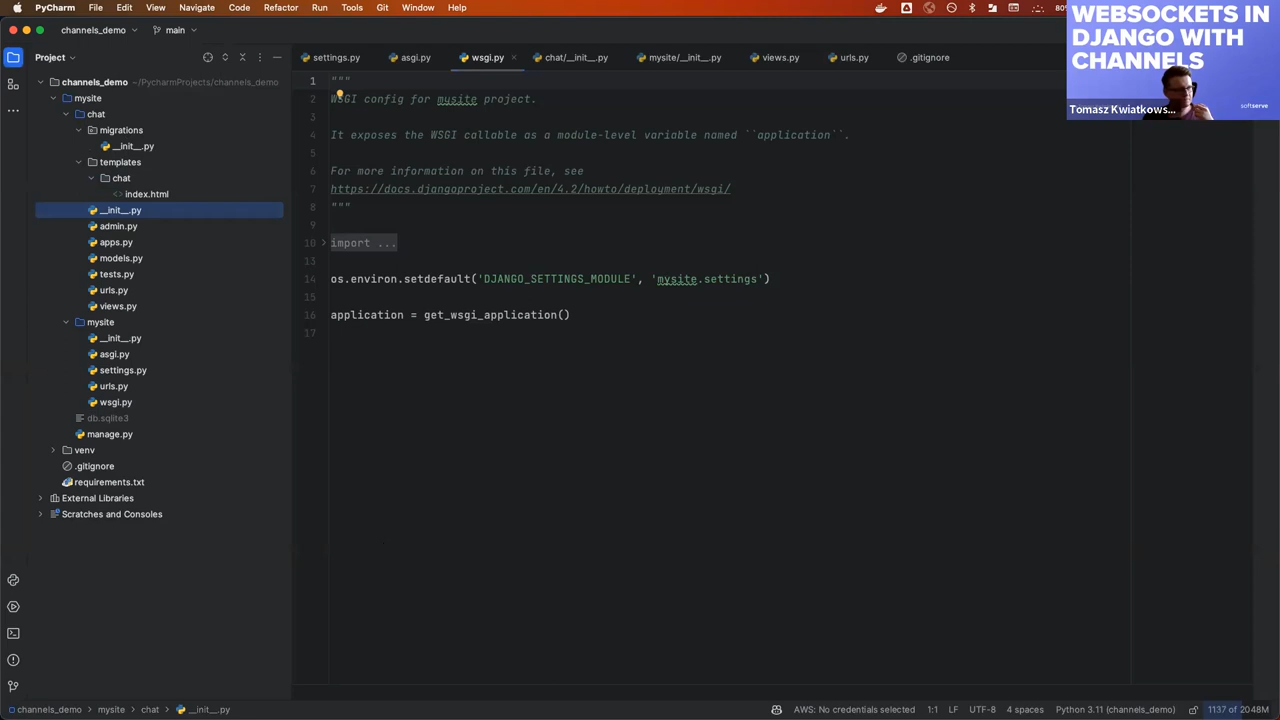 PyCharm File Edit View Navigate Code Refactor Run Tools Git Window Help 80%
channels_demo main
Project
settings.py asgi.py wsgi.py chat/__init__.py mysite/__init__.py views.py urls.py .gitignore
channels_demo ~/PycharmProjects/channels_demo
mysite
chat
migrations
__init__.py
templates
chat
<> index.html
__init__.py
admin.py
apps.py
models.py
tests.py
urls.py
views.py
mysite
__init__.py
asgi.py
settings.py
urls.py
wsgi.py
db.sqlite3
manage.py
venv
.gitignore
requirements.txt
External Libraries
Scratches and Consoles
1 """
2 WSGI config for mysite project.
3
4 It exposes the WSGI callable as a module-level variable named ``application``.
5
6 For more information on this file, see
7 https://docs.djangoproject.com/en/4.2/howto/deployment/wsgi/
8 """
9
10 import ...
13
14 os.environ.setdefault('DJANGO_SETTINGS_MODULE', 'mysite.settings')
15
16 application = get_wsgi_application()
17
WEBSOCKETS IN
DJANGO WITH
CHANNELS
Tomasz Kwiatkows...
softserve
channels_demo > mysite > chat > __init__.py
AWS: No credentials selected 1:1 LF UTF-8 4 spaces Python 3.11 (channels_demo) 1137 of 2048M